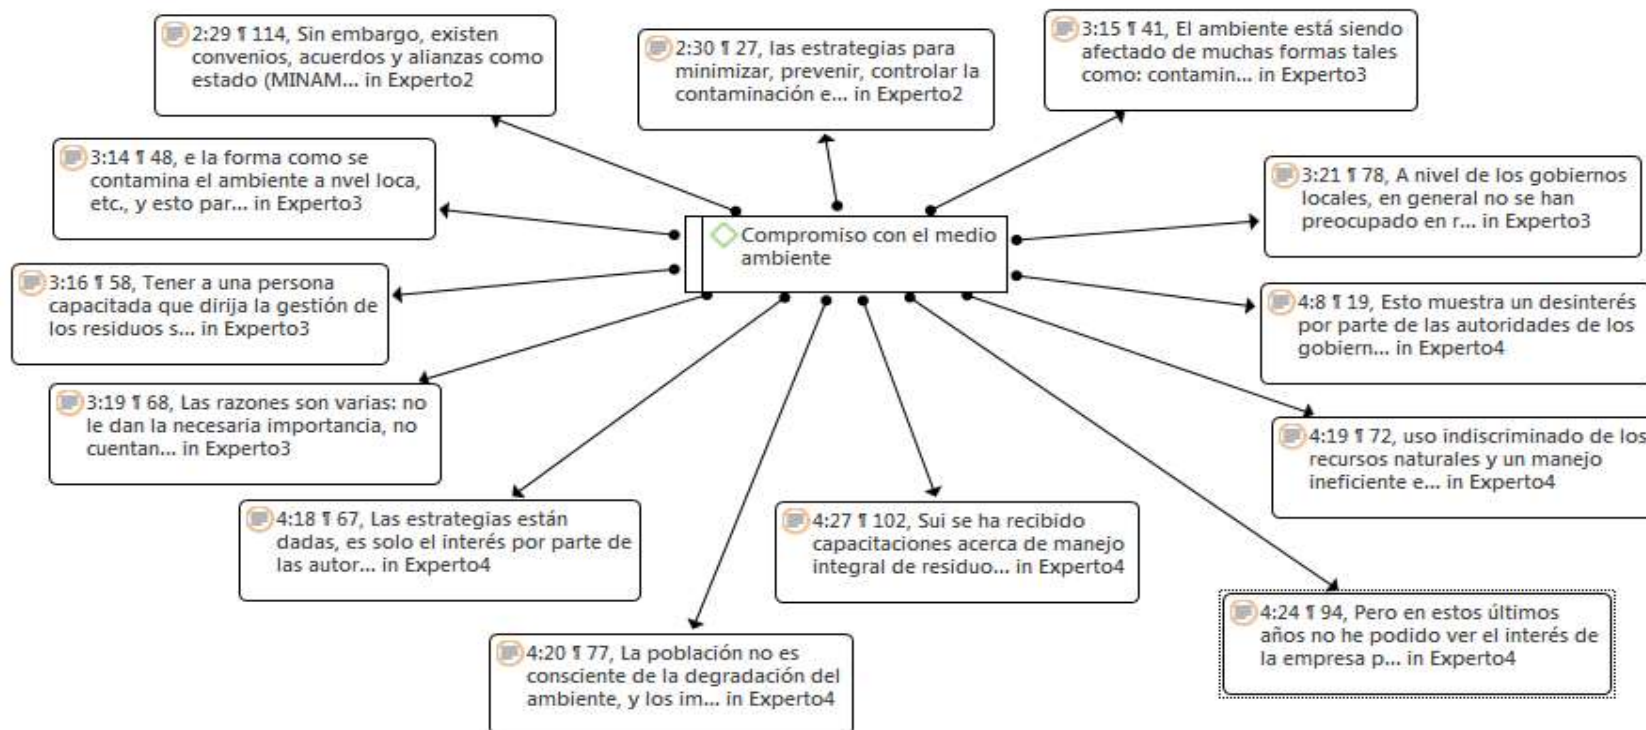 2:29 ¶ 114, Sin embargo, existen
convenios, acuerdos y alianzas como
estado (MINAM... in Experto2
2:30 ¶ 27, las estrategias para
minimizar, prevenir, controlar la
contaminación e... in Experto2
3:15 ¶ 41, El ambiente está siendo
afectado de muchas formas tales
como: contamin... in Experto3
3:14 ¶ 48, e la forma como se
contamina el ambiente a nvel loca,
etc., y esto par... in Experto3
3:21 ¶ 78, A nivel de los gobiernos
locales, en general no se han
preocupado en r... in Experto3
Compromiso con el medio
ambiente
3:16 ¶ 58, Tener a una persona
capacitada que dirija la gestión de
los residuos s... in Experto3
4:8 ¶ 19, Esto muestra un desinterés
por parte de las autoridades de los
gobiern... in Experto4
3:19 ¶ 68, Las razones son varias: no
le dan la necesaria importancia, no
cuentan... in Experto3
4:19 ¶ 72, uso indiscriminado de los
recursos naturales y un manejo
ineficiente e... in Experto4
4:18 ¶ 67, Las estrategias están
dadas, es solo el interés por parte de
las autor... in Experto4
4:27 ¶ 102, Sui se ha recibido
capacitaciones acerca de manejo
integral de residuo... in Experto4
4:24 ¶ 94, Pero en estos últimos
años no he podido ver el interés de
la empresa p... in Experto4
4:20 ¶ 77, La población no es
consciente de la degradación del
ambiente, y los im... in Experto4